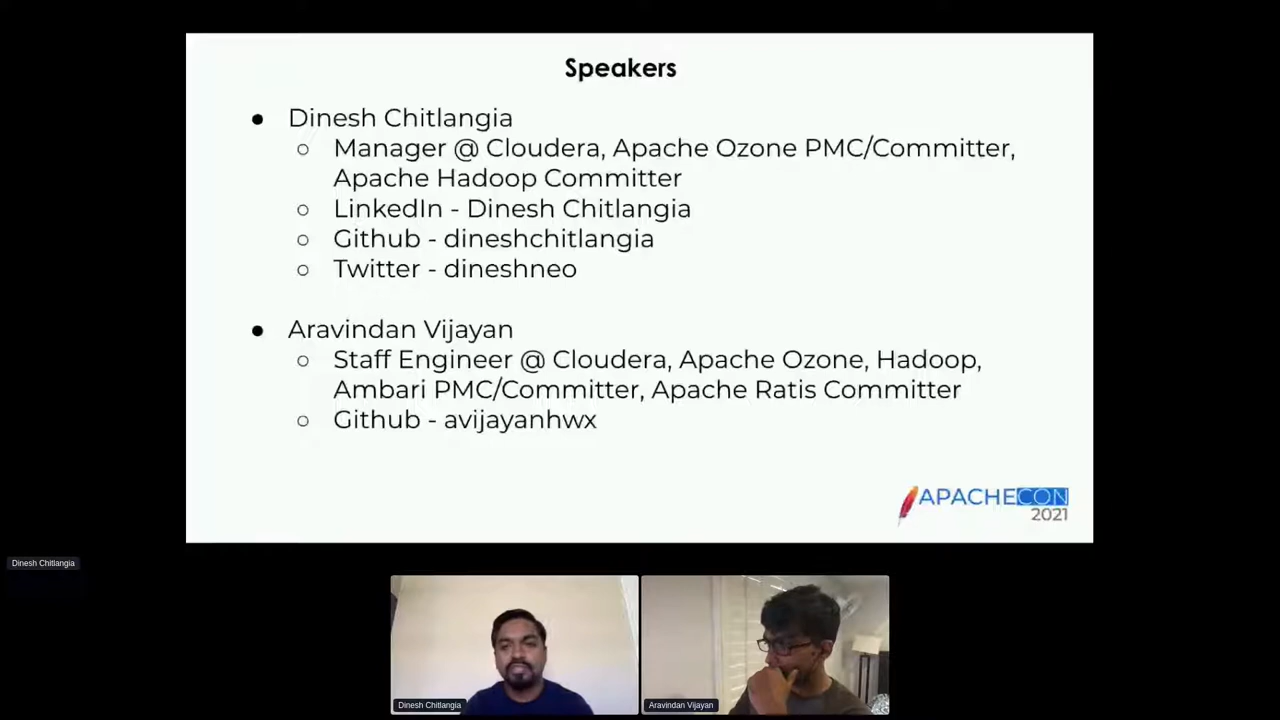 Speakers
● Dinesh Chitlangia
○ Manager @ Cloudera, Apache Ozone PMC/Committer,
Apache Hadoop Committer
○ LinkedIn - Dinesh Chitlangia
○ Github - dineshchitlangia
○ Twitter - dineshneo
● Aravindan Vijayan
○ Staff Engineer @ Cloudera, Apache Ozone, Hadoop,
Ambari PMC/Committer, Apache Ratis Committer
○ Github - avijayanhwx
APACHECON
2021
Dinesh Chitlangia
Dinesh Chitlangia
Aravindan Vijayan